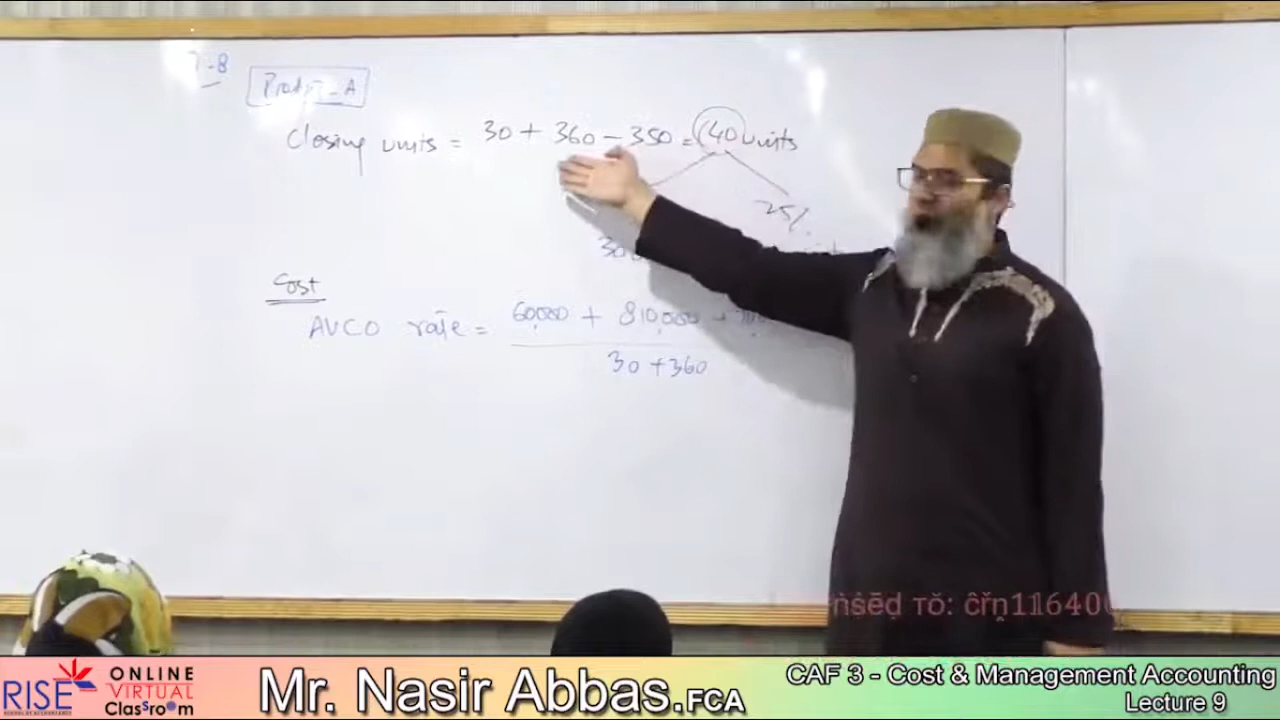 7-8
Product - A
Closing units = 30 + 360 - 350 = 40 units
25%
30
Cost
AVCO rate = 60,000 + 810,000 +
30 + 360
RISE
ONLINE
VIRTUAL
Classroom
Mr. Nasir Abbas.FCA
CAF 3 - Cost & Management Accounting
Lecture 9